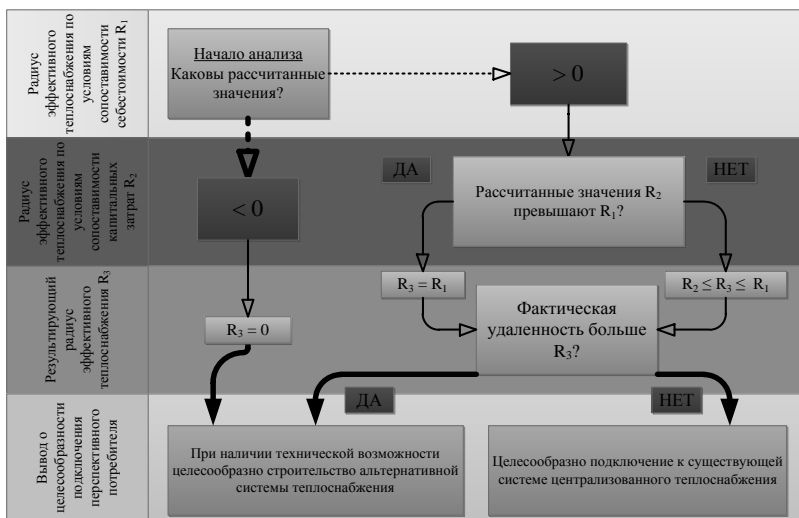 Радиус
эффективного
теплоснабжения по
условиям
сопоставимости
себестоимости R₁
Начало анализа
Каковы рассчитанные
значения?
> 0
Радиус
эффективного
теплоснабжения по
условиям
сопоставимости
капитальных
затрат R₂
< 0
ДА
НЕТ
Рассчитанные значения R₂
превышают R₁?
Результирующий
радиус
эффективного
теплоснабжения R₃
R₃ = 0
R₃ = R₁
R₂ ≤ R₃ ≤ R₁
Фактическая
удаленность больше
R₃?
ДА
НЕТ
Вывод о
целесообразности
подключения
перспективного
потребителя
При наличии технической возможности
целесообразно строительство альтернативной
системы теплоснабжения
Целесообразно подключение к существующей
системе централизованного теплоснабжения